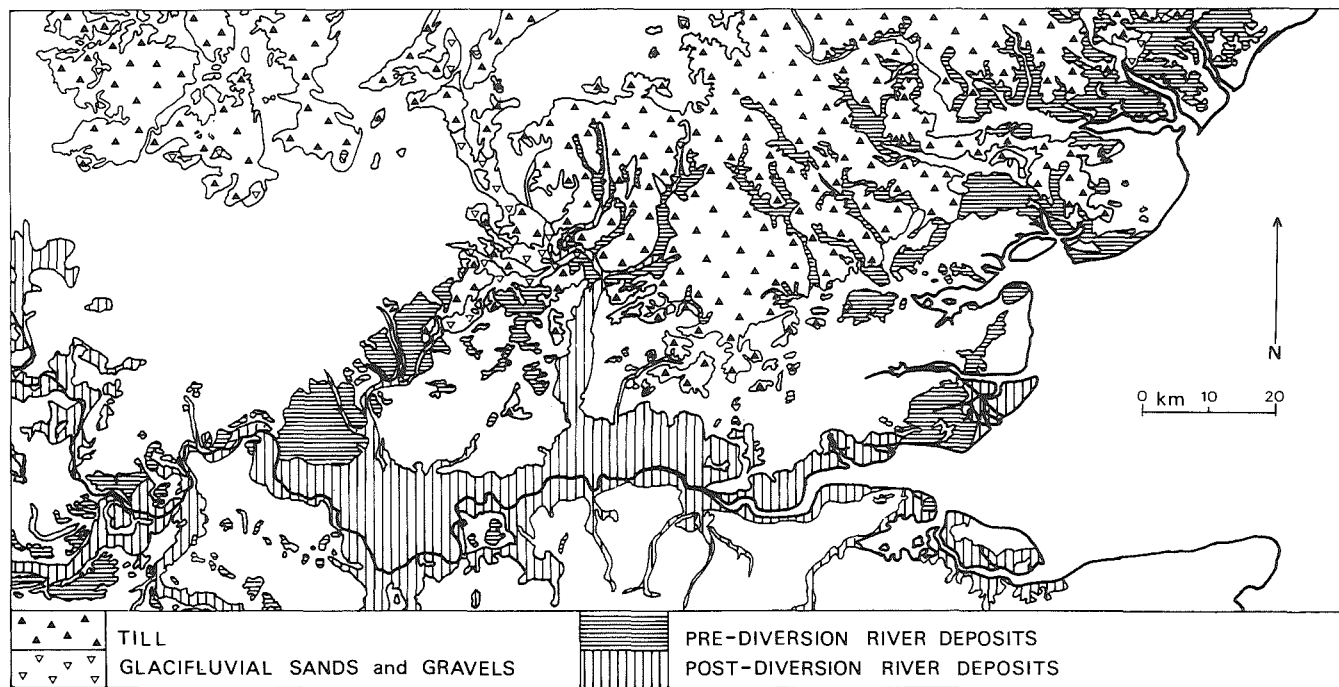 N
0 km 10 20
TILL
GLACIFLUVIAL SANDS and GRAVELS
PRE-DIVERSION RIVER DEPOSITS
POST-DIVERSION RIVER DEPOSITS